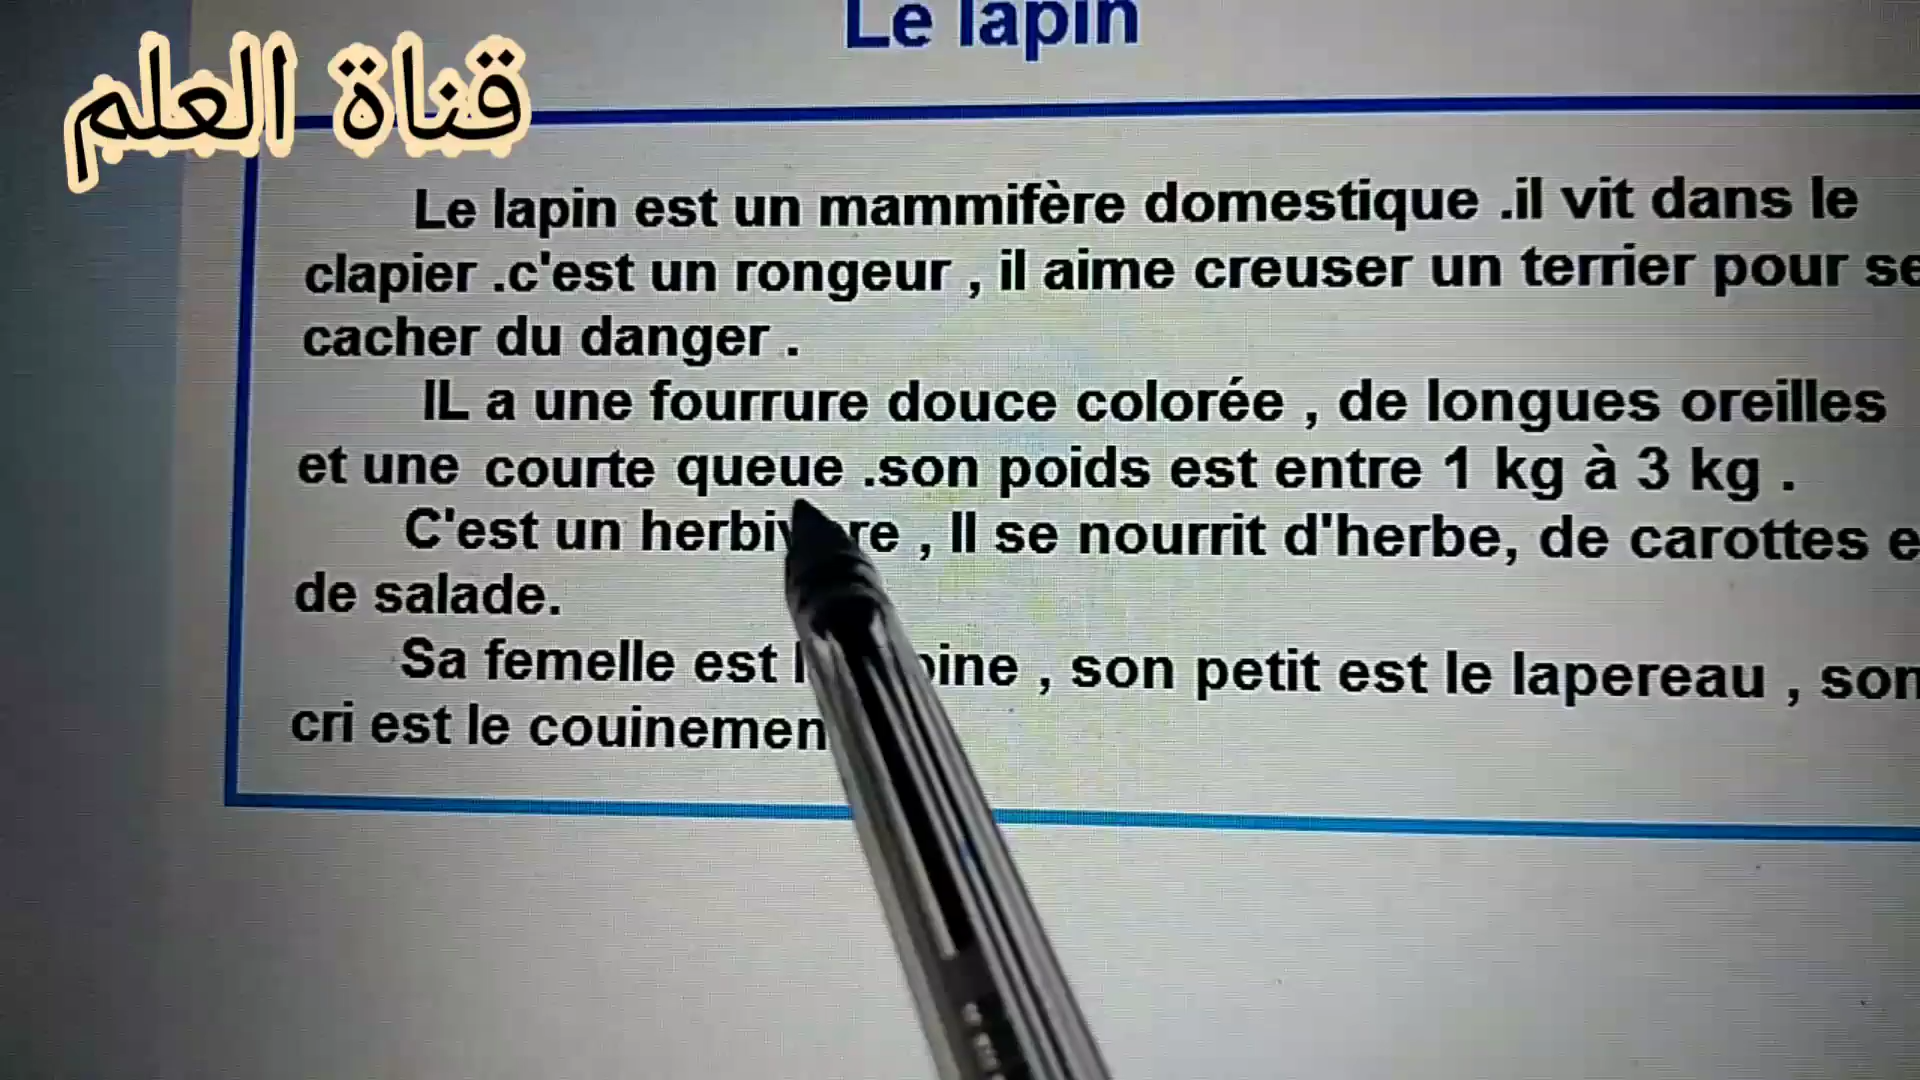 Le lapin
قناة العلم
Le lapin est un mammifère domestique .il vit dans le
clapier .c'est un rongeur , il aime creuser un terrier pour se
cacher du danger .
IL a une fourrure douce colorée , de longues oreilles
et une courte queue .son poids est entre 1 kg à 3 kg .
C'est un , Il se nourrit d'herbe, de carottes
de salade.
Sa femelle est , son petit est le lapereau , son
cri est le